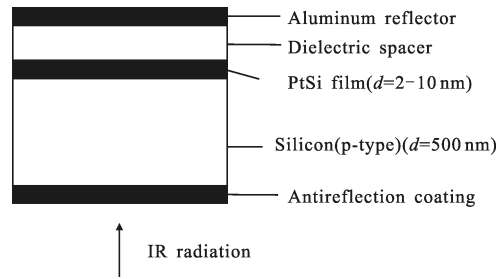 Aluminum reflector
Dielectric spacer
PtSi film(d=2-10 nm)
Silicon(p-type)(d=500 nm)
Antireflection coating
IR radiation